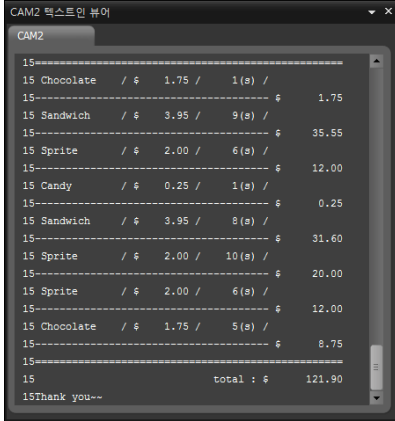 CAM2 텍스트인 뷰어
CAM2
15==================================================
15 Chocolate / $ 1.75 / 1(s) /
15-------------------------------------- $ 1.75
15 Sandwich / $ 3.95 / 9(s) /
15-------------------------------------- $ 35.55
15 Sprite / $ 2.00 / 6(s) /
15-------------------------------------- $ 12.00
15 Candy / $ 0.25 / 1(s) /
15-------------------------------------- $ 0.25
15 Sandwich / $ 3.95 / 8(s) /
15-------------------------------------- $ 31.60
15 Sprite / $ 2.00 / 10(s) /
15-------------------------------------- $ 20.00
15 Sprite / $ 2.00 / 6(s) /
15-------------------------------------- $ 12.00
15 Chocolate / $ 1.75 / 5(s) /
15-------------------------------------- $ 8.75
15==================================================
15 total : $ 121.90
15Thank you~~